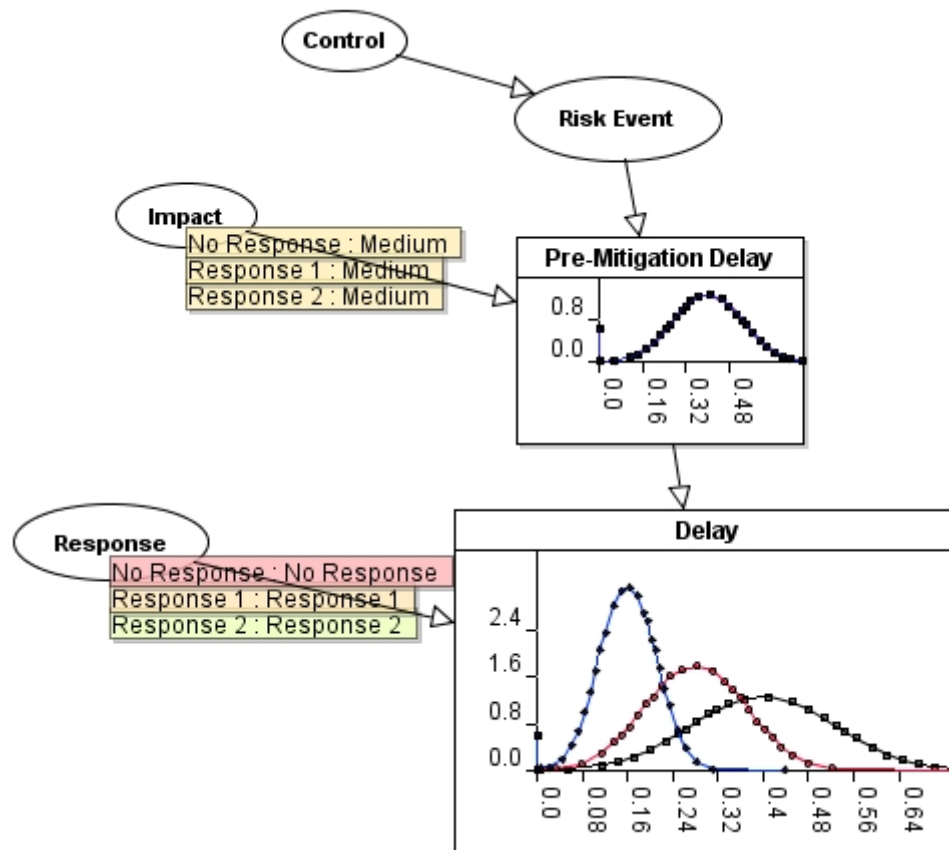 Control
Risk Event
Impact
No Response : Medium
Response 1 : Medium
Response 2 : Medium
Pre-Mitigation Delay
0.8
0.0
0.0
0.16
0.32
0.48
Response
No Response : No Response
Response 1 : Response 1
Response 2 : Response 2
Delay
2.4
1.6
0.8
0.0
0.0
0.08
0.16
0.24
0.32
0.4
0.48
0.56
0.64